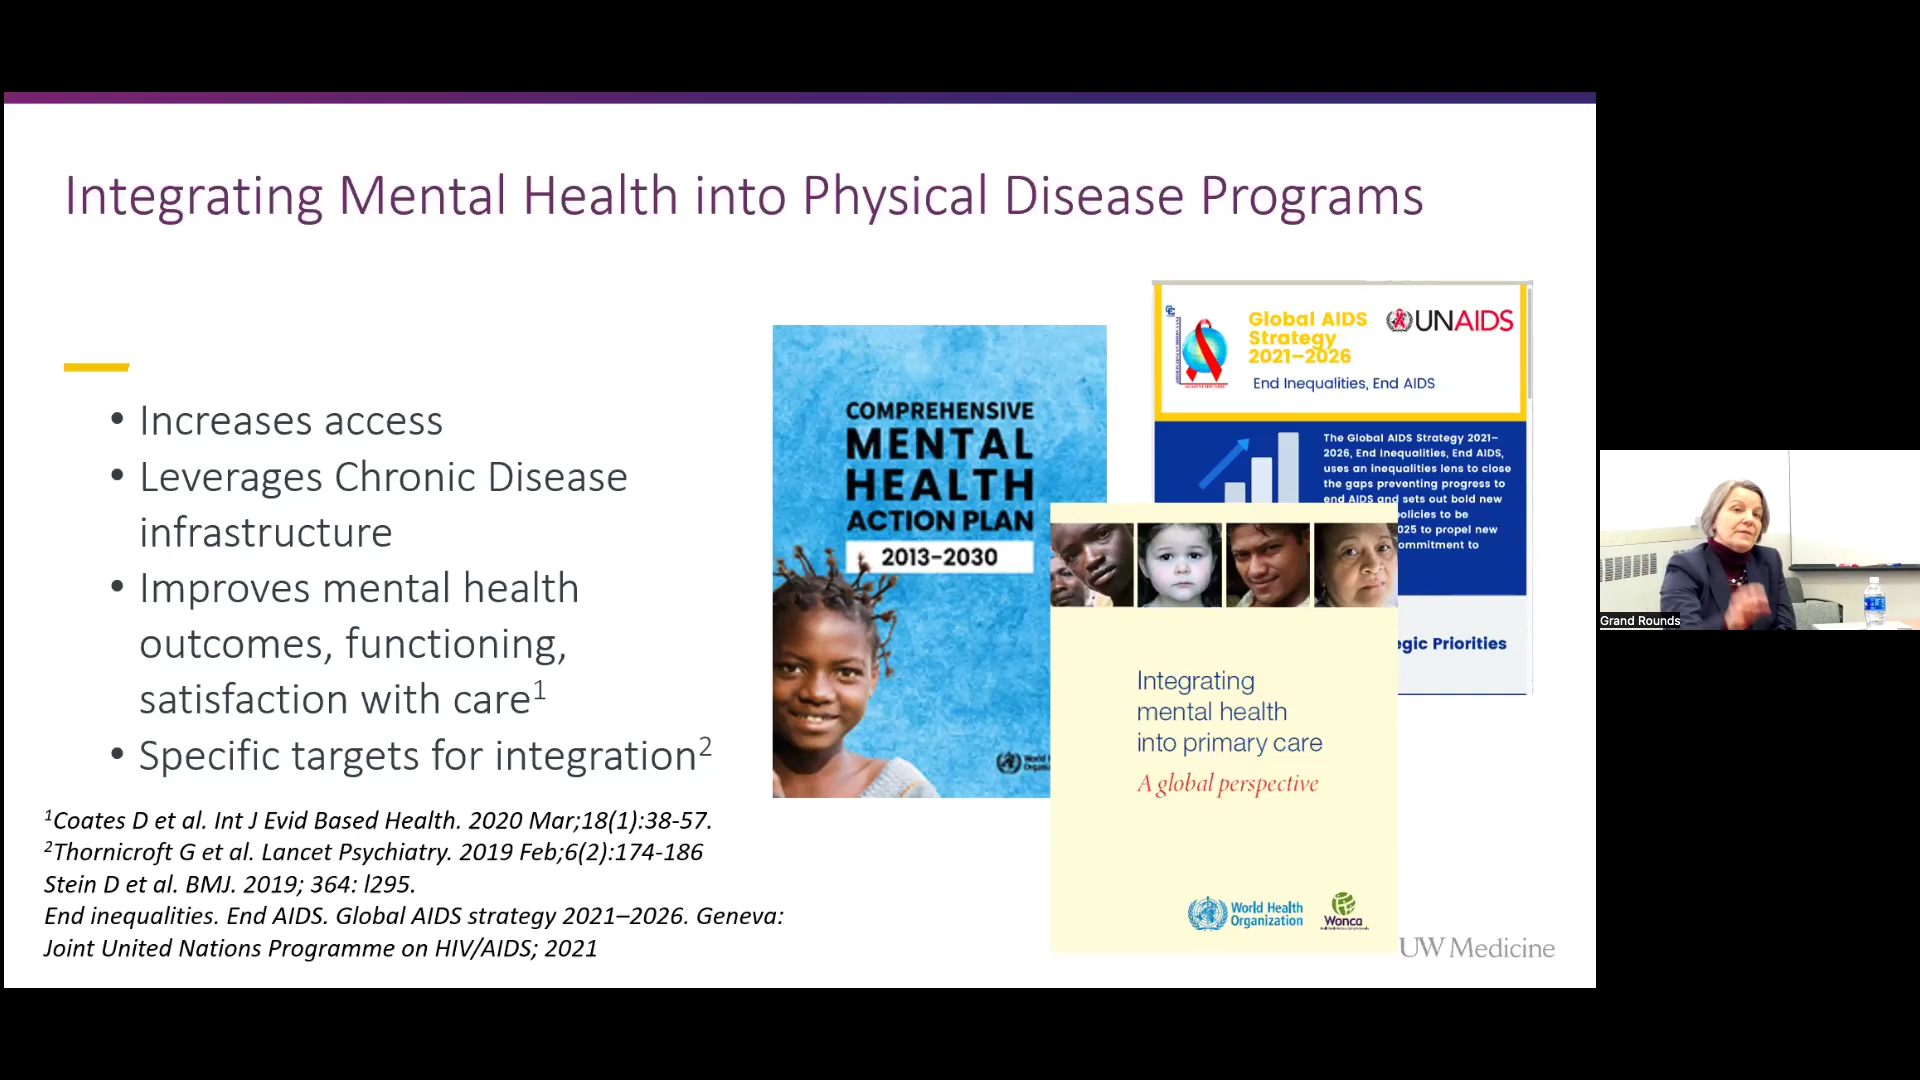 Integrating Mental Health into Physical Disease Programs
• Increases access
• Leverages Chronic Disease
infrastructure
• Improves mental health
outcomes, functioning,
satisfaction with care1
• Specific targets for integration2
1Coates D et al. Int J Evid Based Health. 2020 Mar;18(1):38-57.
2Thornicroft G et al. Lancet Psychiatry. 2019 Feb;6(2):174-186
Stein D et al. BMJ. 2019; 364: l295.
End inequalities. End AIDS. Global AIDS strategy 2021–2026. Geneva:
Joint United Nations Programme on HIV/AIDS; 2021
COMPREHENSIVE
MENTAL
HEALTH
ACTION PLAN
2013–2030
World H
Organiz
Global AIDS
Strategy
2021–2026
UNAIDS
End Inequalities, End AIDS
The Global AIDS Strategy 2021–
2026, End Inequalities, End AIDS,
uses an inequalities lens to close
the gaps preventing progress to
end AIDS and sets out bold new
olicies to be
025 to propel new
ommitment to
egic Priorities
Integrating
mental health
into primary care
A global perspective
World Health
Organization
Wonca
UW Medicine
Grand Rounds